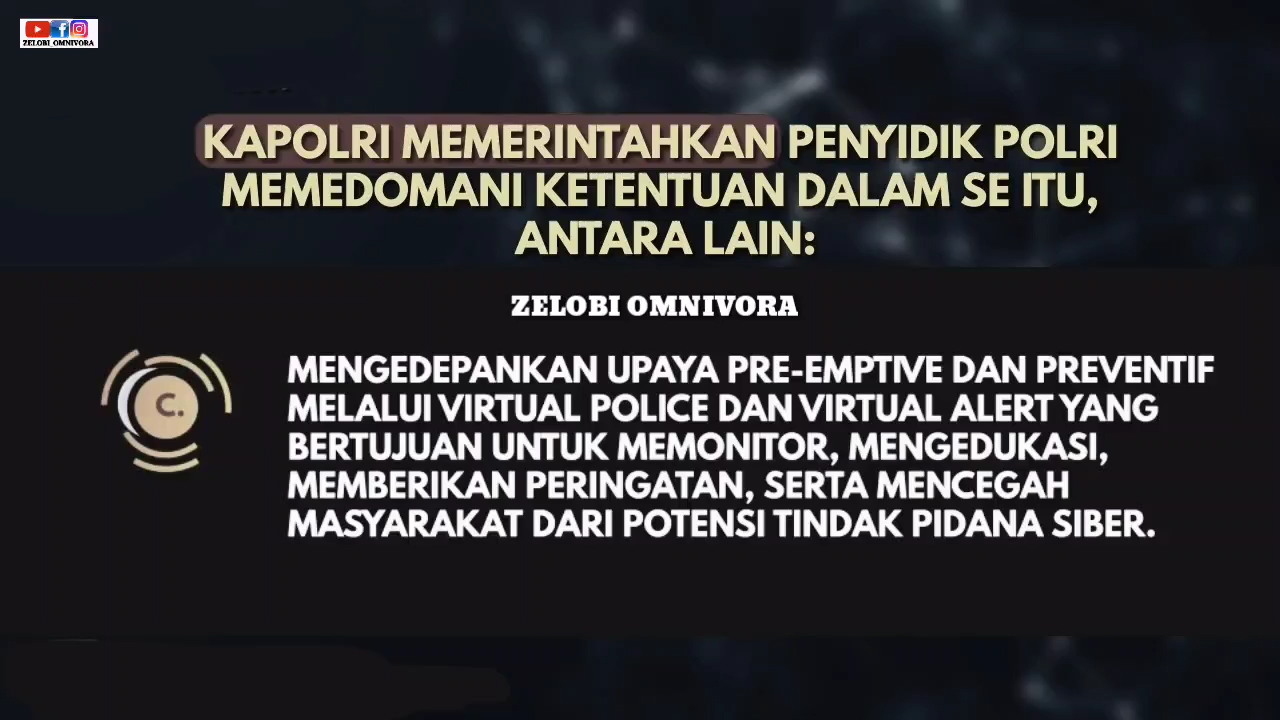 ZELOBI_OMNIVORA
KAPOLRI MEMERINTAHKAN PENYIDIK POLRI
MEMEDOMANI KETENTUAN DALAM SE ITU,
ANTARA LAIN:
ZELOBI OMNIVORA
C.
MENGEDEPANKAN UPAYA PRE-EMPTIVE DAN PREVENTIF
MELALUI VIRTUAL POLICE DAN VIRTUAL ALERT YANG
BERTUJUAN UNTUK MEMONITOR, MENGEDUKASI,
MEMBERIKAN PERINGATAN, SERTA MENCEGAH
MASYARAKAT DARI POTENSI TINDAK PIDANA SIBER.